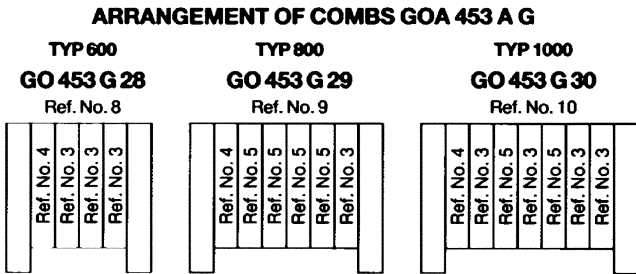 ARRANGEMENT OF COMBS GOA 453 A G
TYP 600
GO 453 G 28
Ref. No. 8
Ref. No. 4
Ref. No. 3
Ref. No. 3
Ref. No. 3
TYP 800
GO 453 G 29
Ref. No. 9
Ref. No. 4
Ref. No. 5
Ref. No. 5
Ref. No. 5
Ref. No. 5
Ref. No. 3
TYP 1000
GO 453 G 30
Ref. No. 10
Ref. No. 4
Ref. No. 3
Ref. No. 5
Ref. No. 5
Ref. No. 3
Ref. No. 3
Ref. No. 3